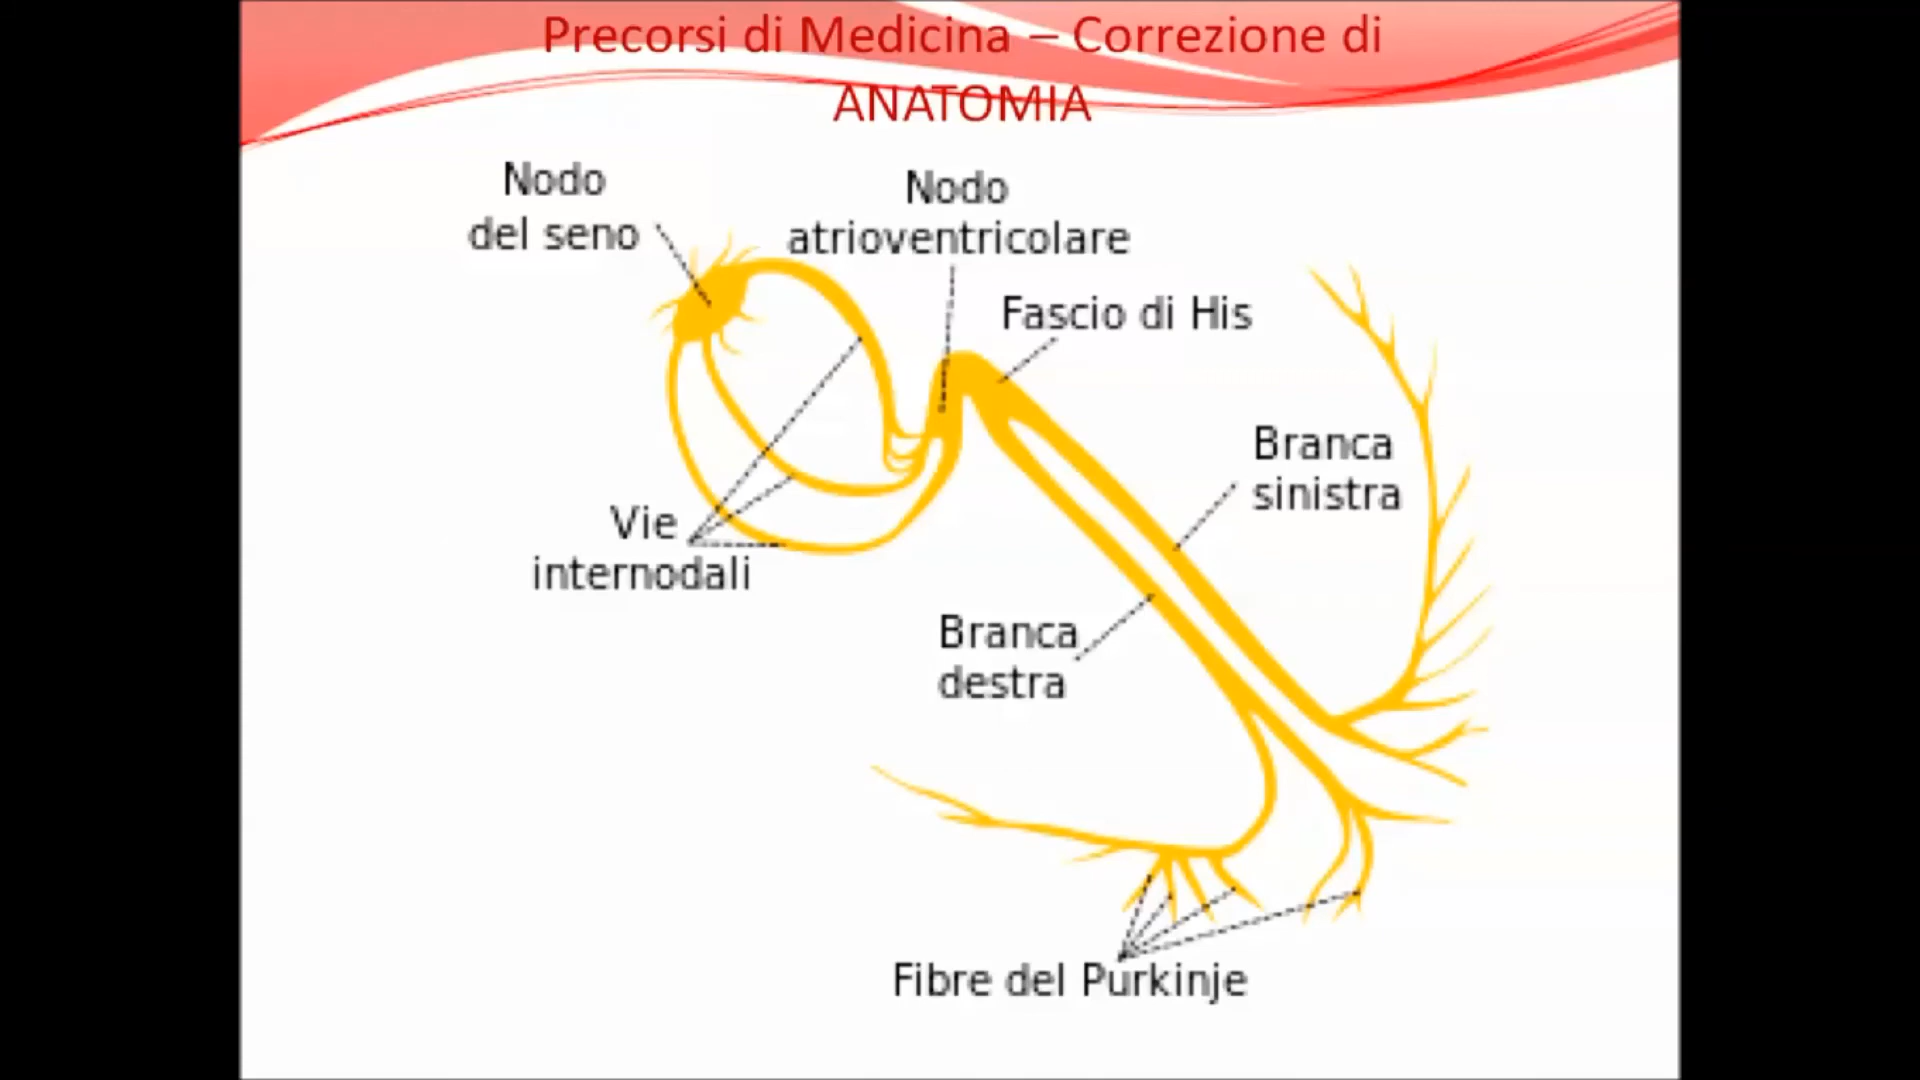 Precorsi di Medicina – Correzione di
ANATOMIA
Nodo
del seno
Nodo
atrioventricolare
Fascio di His
Branca
sinistra
Vie
internodali
Branca
destra
Fibre del Purkinje